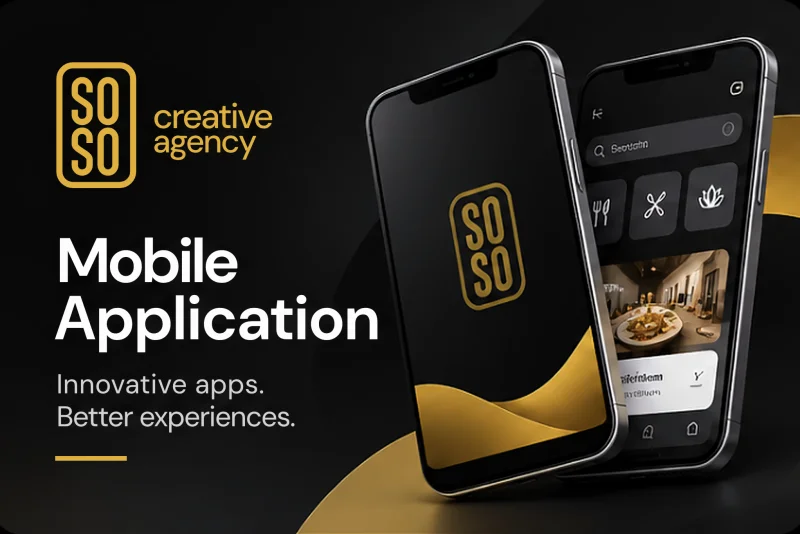 SO
SO
creative
agency
Mobile
Application
Innovative apps.
Better experiences.
SO
SO